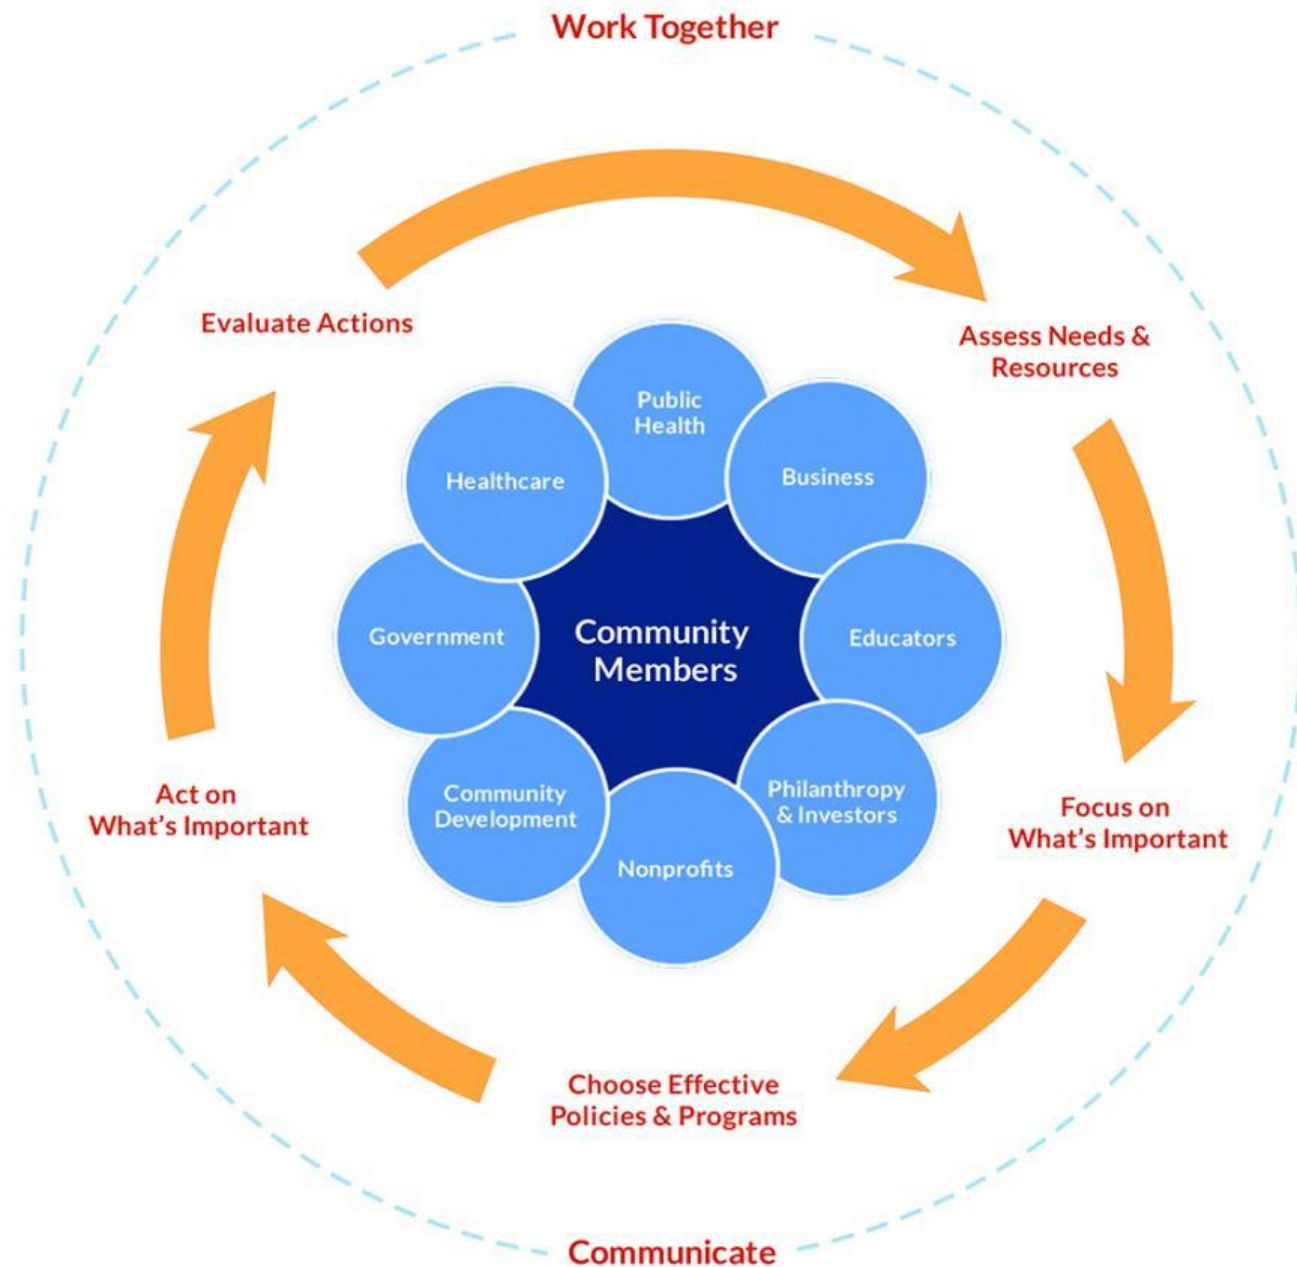 Work Together
Evaluate Actions
Assess Needs &
Resources
Public
Health
Healthcare
Business
Government
Community
Members
Educators
Community
Development
Philanthropy
& Investors
Nonprofits
Act on
What's Important
Focus on
What's Important
Choose Effective
Policies & Programs
Communicate